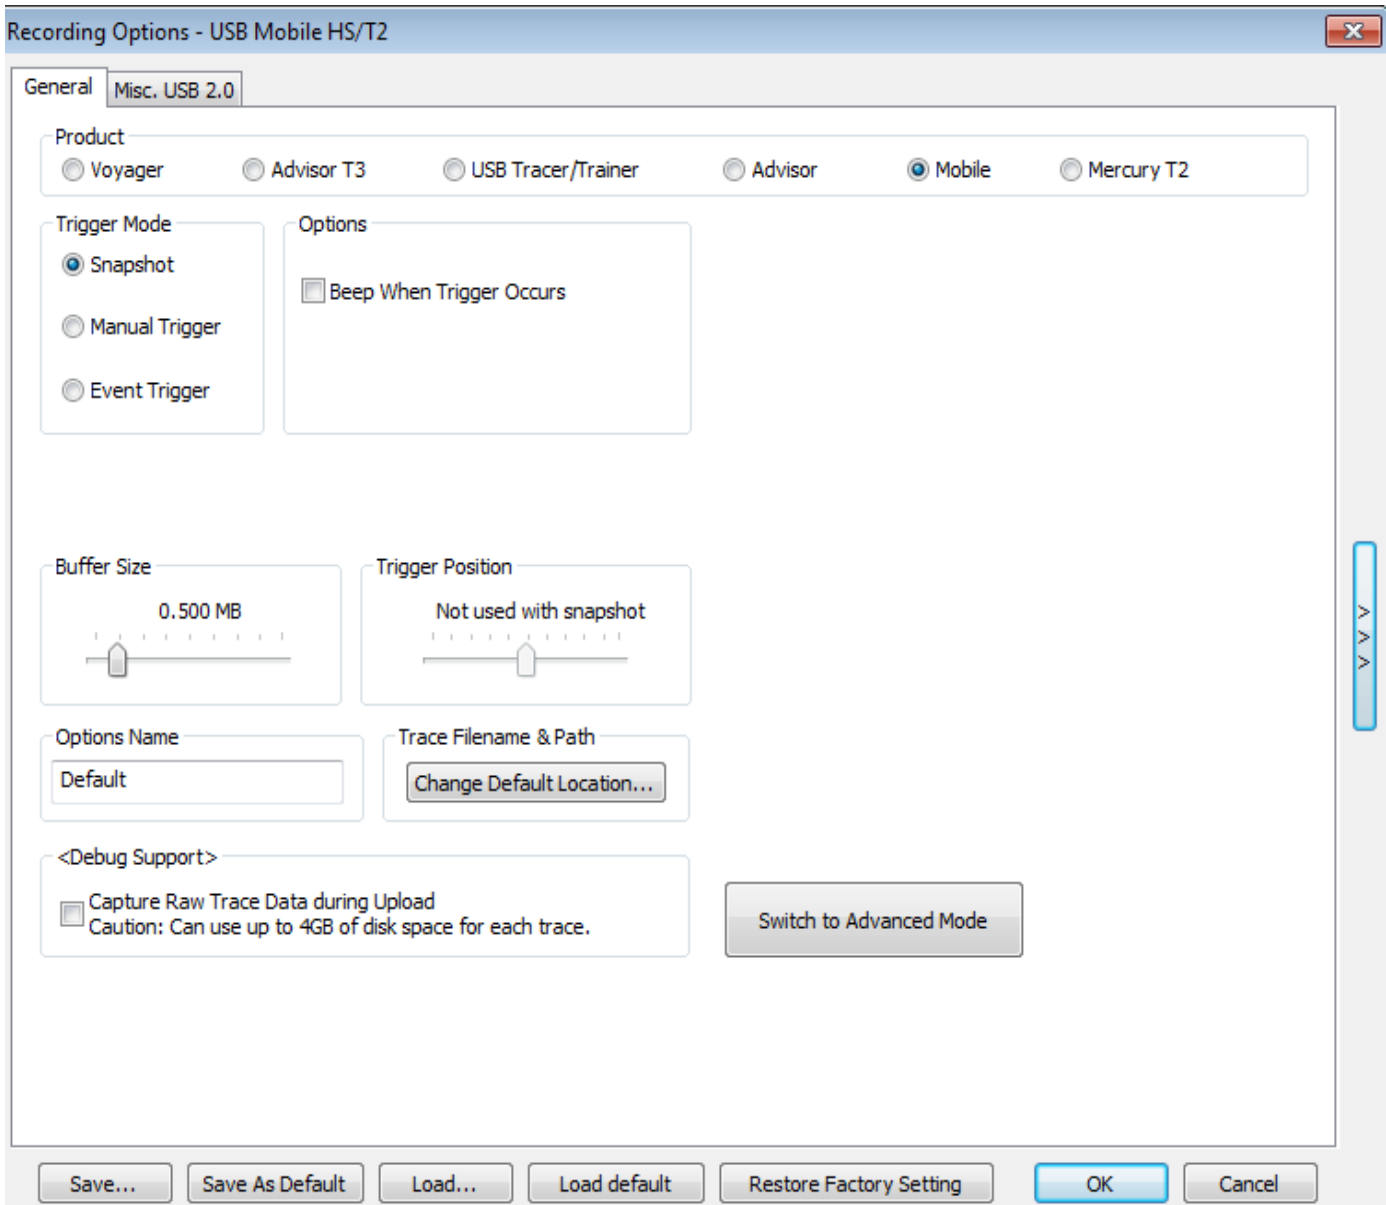 Recording Options - USB Mobile HS/T2
General
Misc. USB 2.0
Product
Voyager
Advisor T3
USB Tracer/Trainer
Advisor
Mobile
Mercury T2
Trigger Mode
Options
Snapshot
Beep When Trigger Occurs
Manual Trigger
Event Trigger
Buffer Size
Trigger Position
0.500 MB
Not used with snapshot
>
>
>
Options Name
Trace Filename & Path
Default
Change Default Location...
<Debug Support>
Capture Raw Trace Data during Upload
Caution: Can use up to 4GB of disk space for each trace.
Switch to Advanced Mode
Save...
Save As Default
Load...
Load default
Restore Factory Setting
OK
Cancel